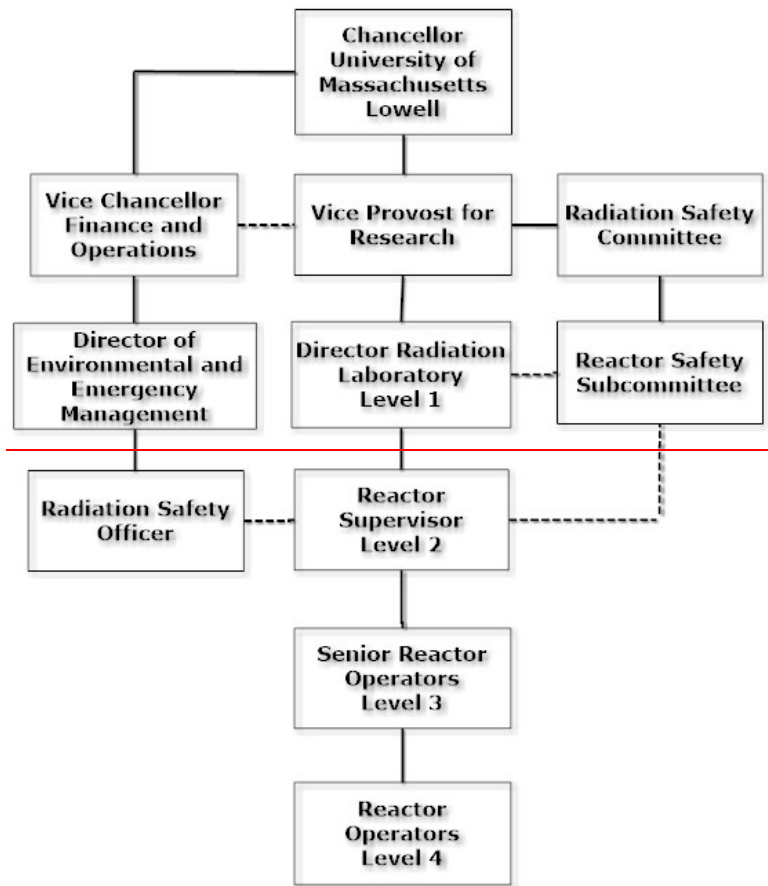 Chancellor
University of
Massachusetts
Lowell
Vice Chancellor
Finance and
Operations
Vice Provost for
Research
Radiation Safety
Committee
Director of
Environmental and
Emergency
Management
Director Radiation
Laboratory
Level 1
Reactor Safety
Subcommittee
Radiation Safety
Officer
Reactor
Supervisor
Level 2
Senior Reactor
Operators
Level 3
Reactor
Operators
Level 4